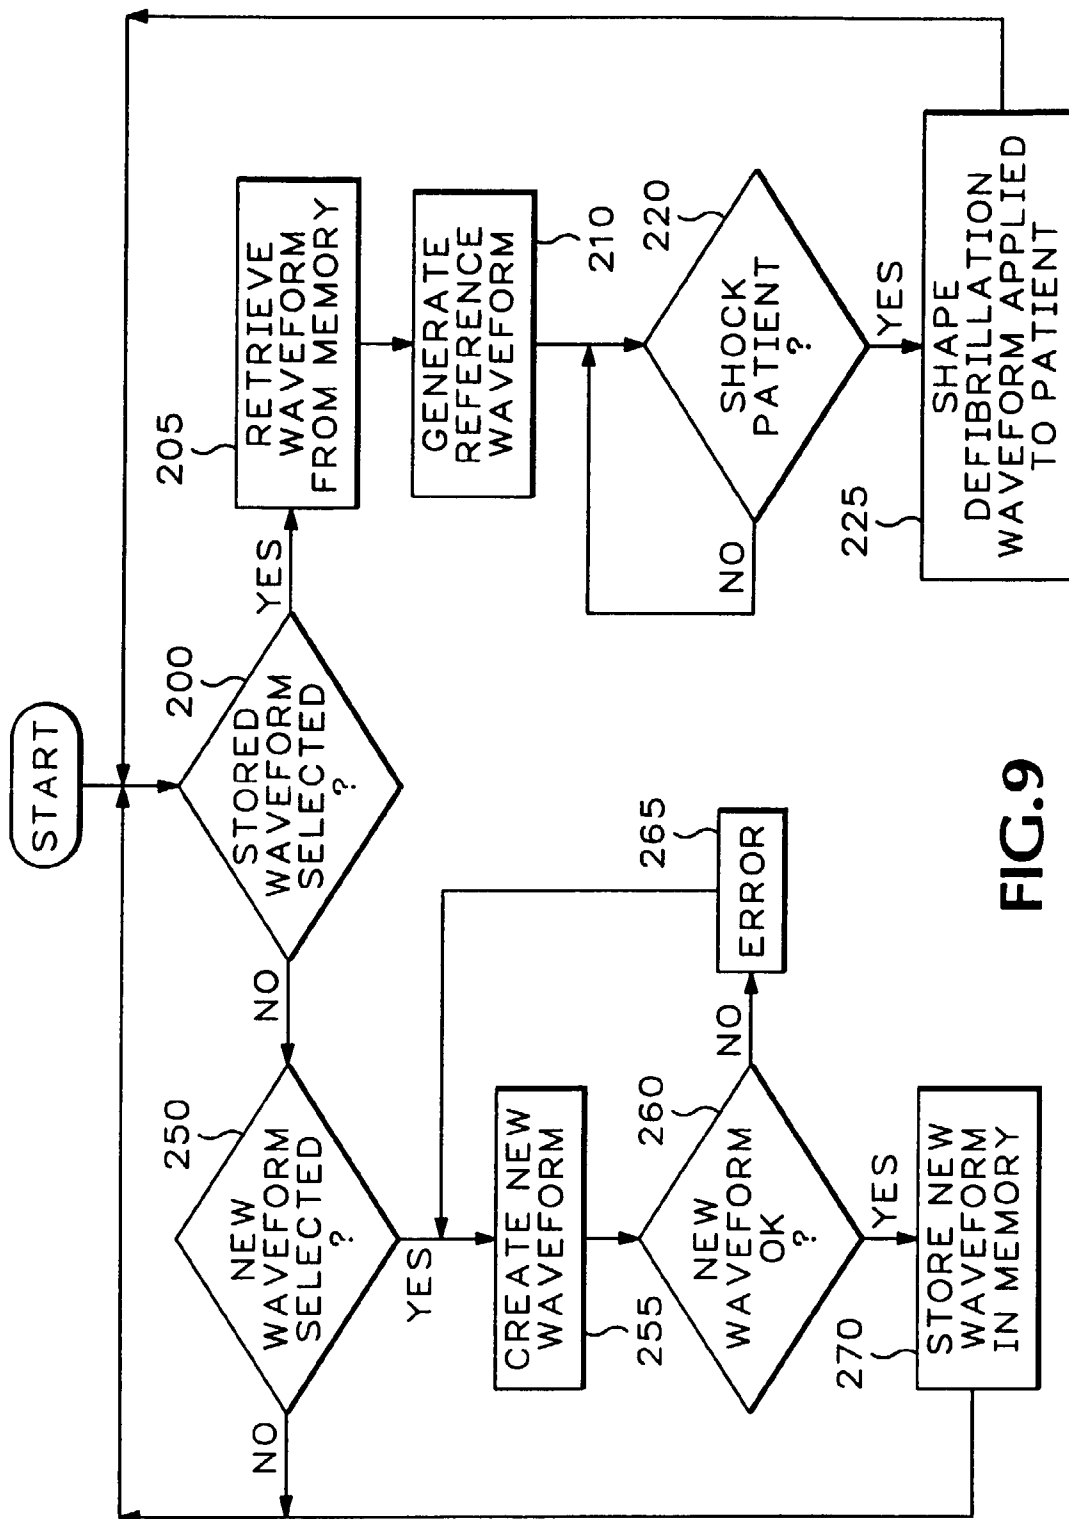 START
STORED
WAVEFORM
SELECTED
?
200
YES
NO
205
RETRIEVE
WAVEFORM
FROM MEMORY
GENERATE
REFERENCE
WAVEFORM
210
SHOCK
PATIENT
?
220
NO
YES
225
SHAPE
DEFIBRILLATION
WAVEFORM APPLIED
TO PATIENT
250
NEW
WAVEFORM
SELECTED
?
NO
YES
CREATE NEW
WAVEFORM
255
NEW
WAVEFORM
OK
?
260
NO
265
ERROR
YES
270
STORE NEW
WAVEFORM
IN MEMORY
FIG.9